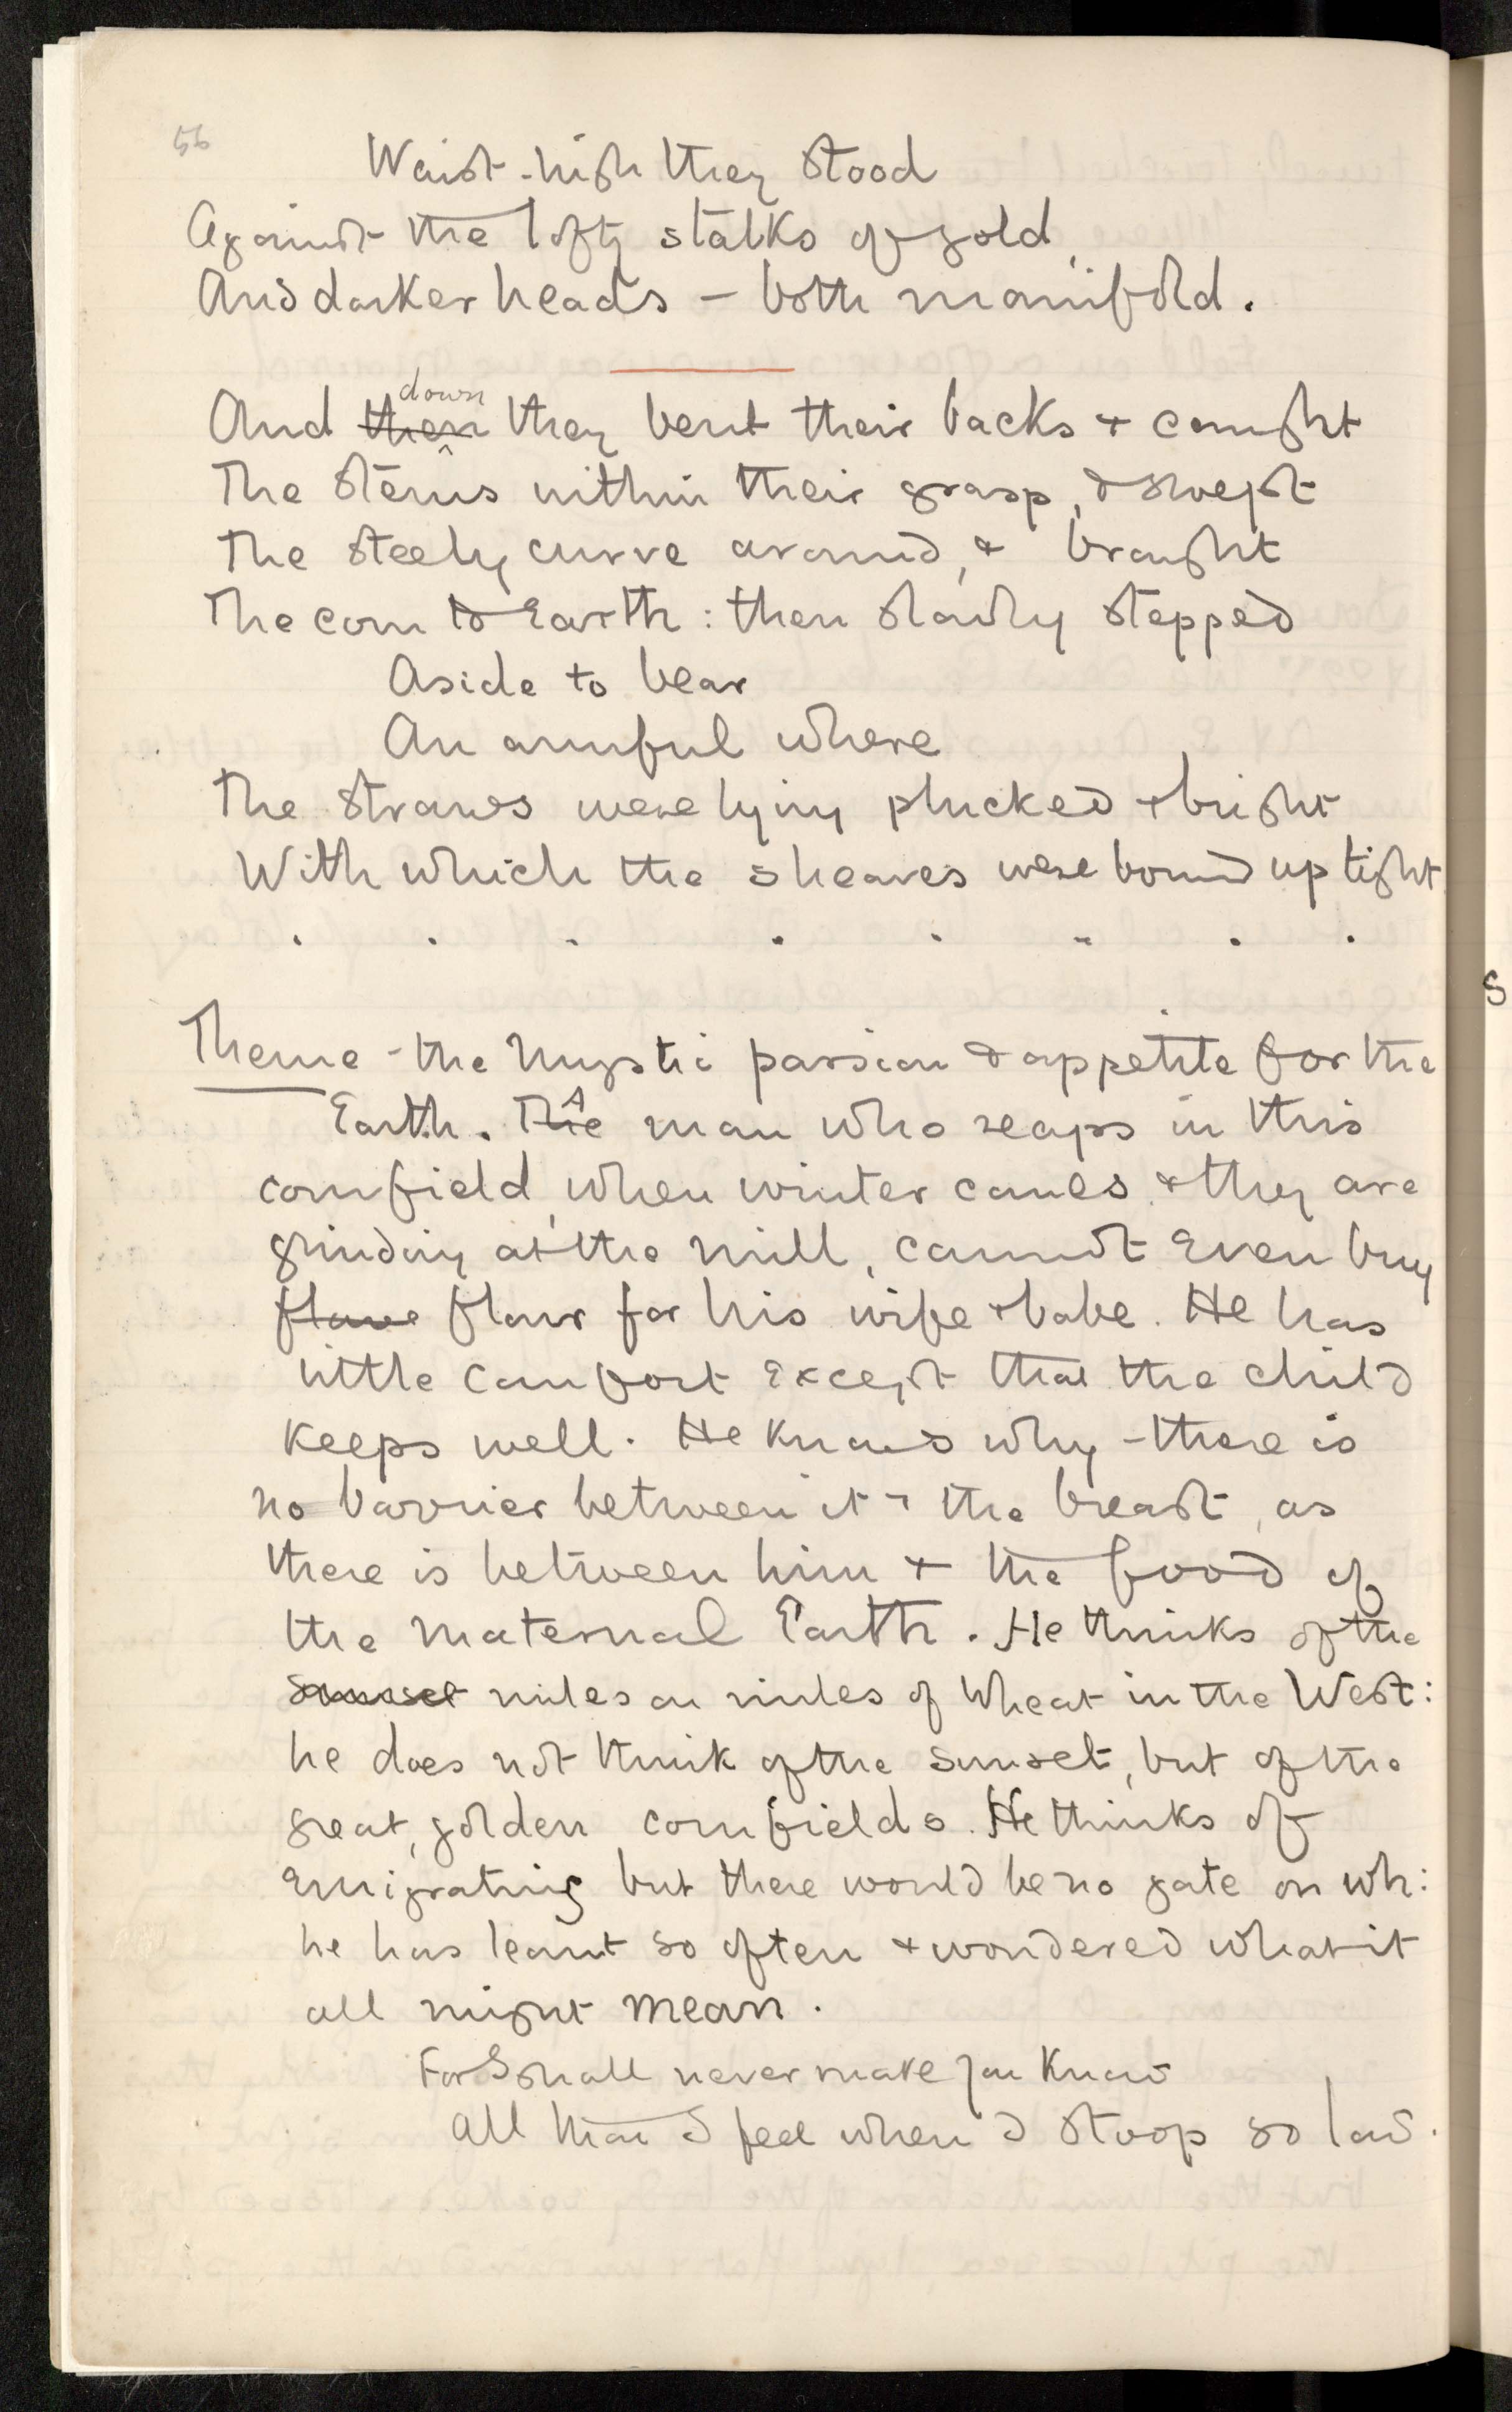 56
Waist-high they stood
Against the lofty stalks of gold,
And darker heads – both manifold.
down
And then they bent their backs & caught
The stems within their grasp, & swept
The steely curve around, & brought
The corn to Earth: then slowly stepped
Aside to bear
An armful where
The straws were lying plucked & bright
With which the sheaves were bound up tight
. . . . . . . .
Theme – the mystic passion & appetite for the
Earth. The A man who reaps in this
cornfield, when winter comes & they are
grinding at the mill, cannot even buy
flour for his wife & babe. He has
little comfort except that the child
keeps well. He knows why – there is
no barrier between it & the breast, as
there is between him & the food of
the maternal Earth. He thinks of the
sunset miles on miles of wheat in the West:
he does not think of the sunset, but of the
great, golden cornfields. He thinks of
Emigrating but there would be no gate on wh:
he has leant so often & wondered what it
all might mean.
For I shall never make you know
All that I feel when I stoop so low.
S